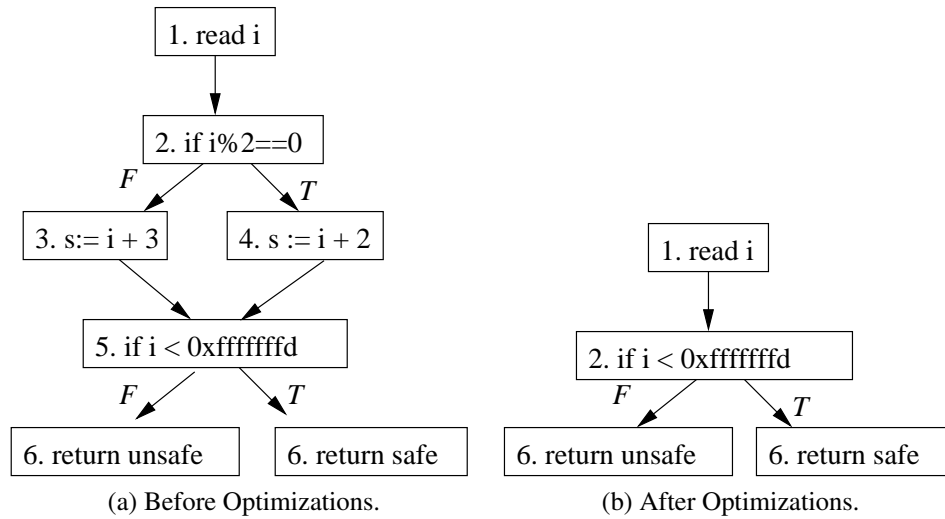 1. read i
2. if i%2==0
F
T
3. s:= i + 3
4. s := i + 2
5. if i < 0xfffffffd
F
T
6. return unsafe
6. return safe
(a) Before Optimizations.
1. read i
2. if i < 0xfffffffd
F
T
6. return unsafe
6. return safe
(b) After Optimizations.